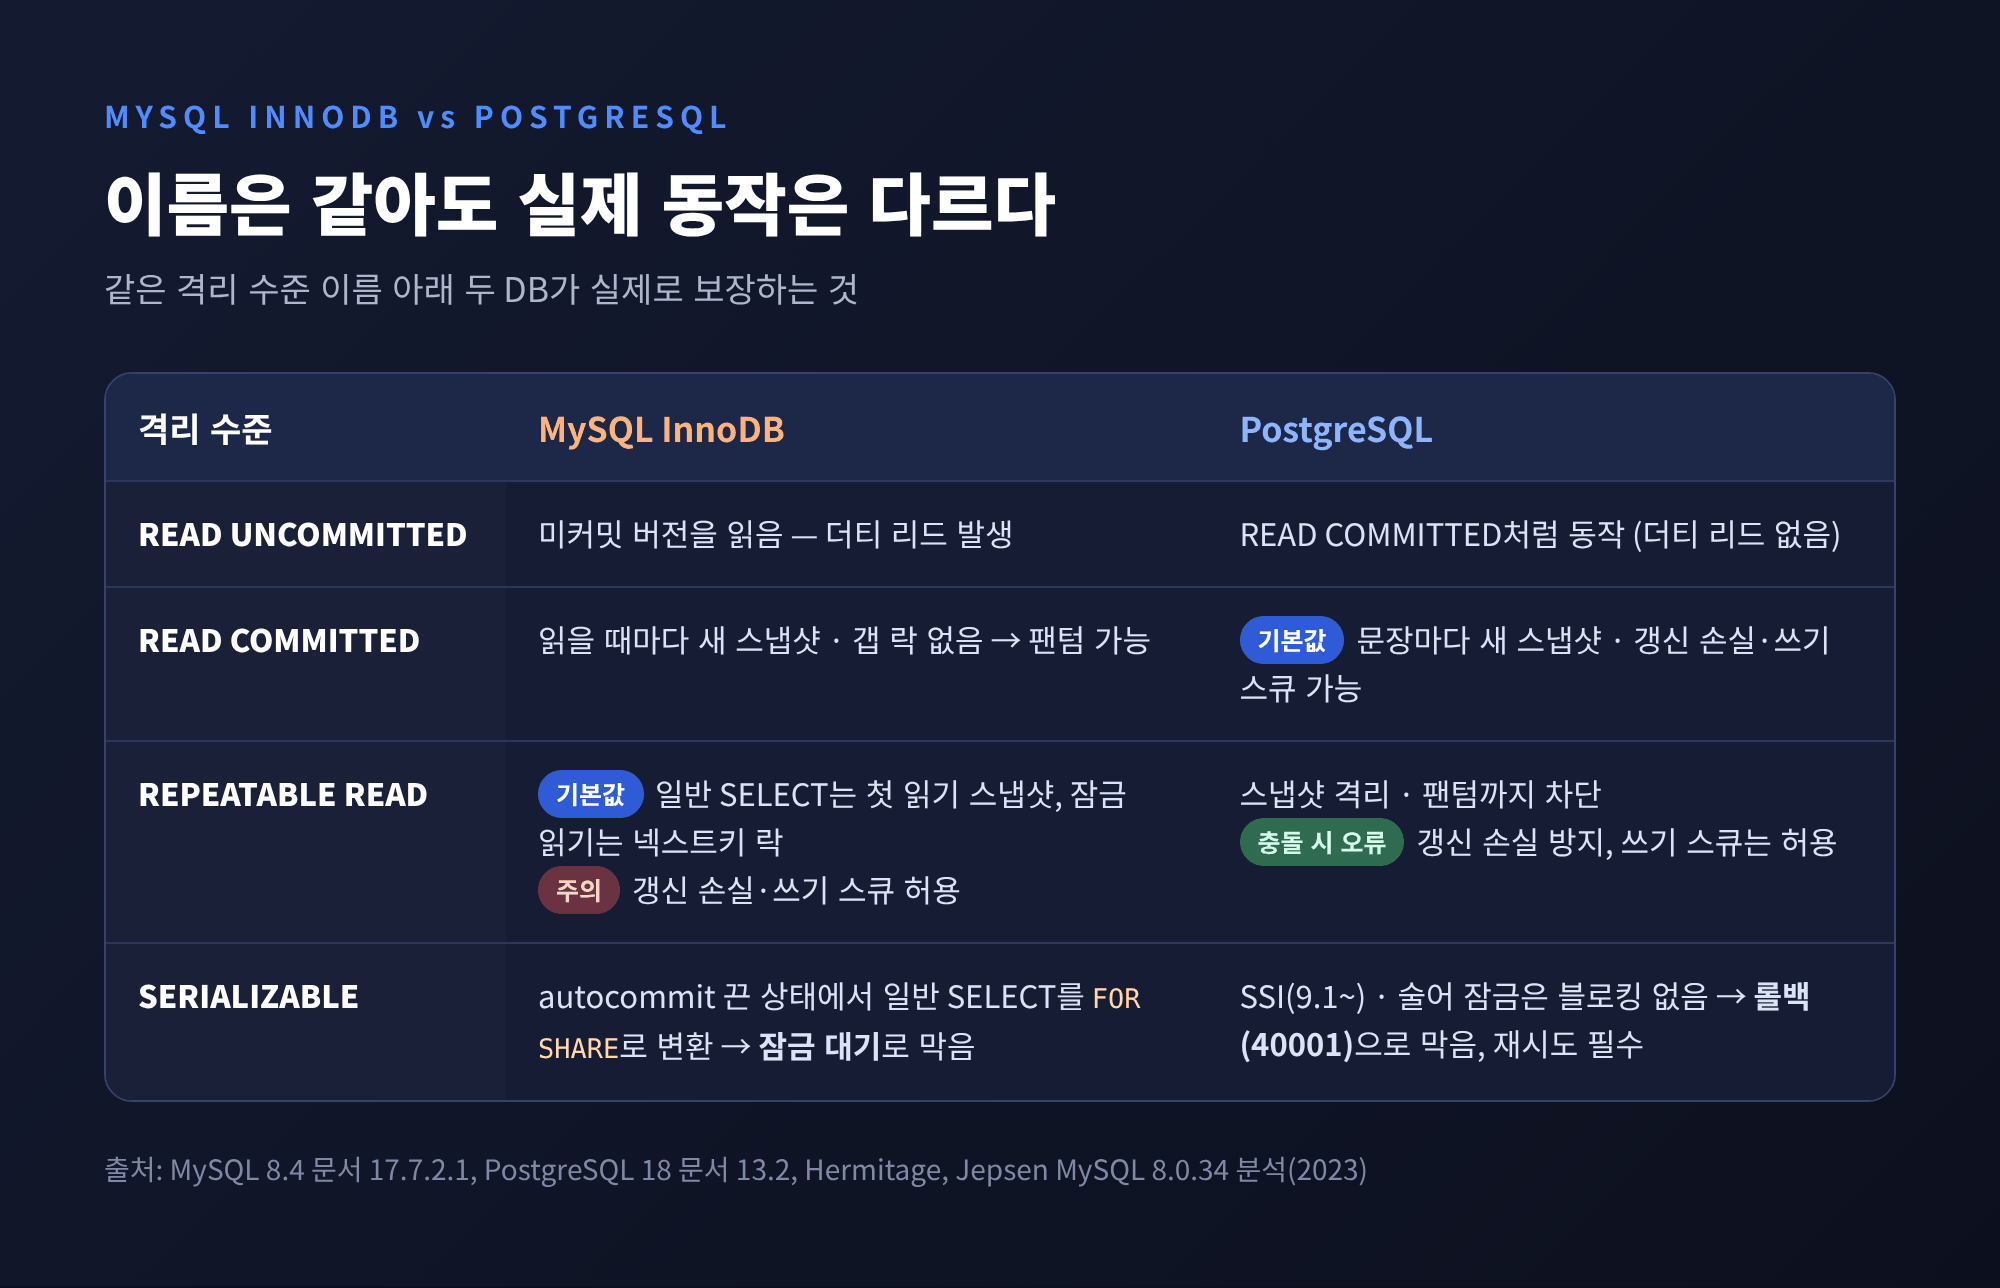 MYSQL INNODB vs POSTGRESQL
이름은 같아도 실제 동작은 다르다
같은 격리 수준 이름 아래 두 DB가 실제로 보장하는 것
격리 수준
MySQL InnoDB
PostgreSQL
READ UNCOMMITTED
미커밋 버전을 읽음 — 더티 리드 발생
READ COMMITTED처럼 동작 (더티 리드 없음)
READ COMMITTED
읽을 때마다 새 스냅샷 · 갭 락 없음 → 팬텀 가능
기본값 문장마다 새 스냅샷 · 갱신 손실·쓰기
스큐 가능
REPEATABLE READ
기본값 일반 SELECT는 첫 읽기 스냅샷, 잠금
읽기는 넥스트키 락
주의 갱신 손실·쓰기 스큐 허용
스냅샷 격리 · 팬텀까지 차단
충돌 시 오류 갱신 손실 방지, 쓰기 스큐는 허용
SERIALIZABLE
autocommit 끈 상태에서 일반 SELECT를 FOR
SHARE로 변환 → 잠금 대기로 막음
SSI(9.1~) · 술어 잠금은 블로킹 없음 → 롤백
(40001)으로 막음, 재시도 필수
출처: MySQL 8.4 문서 17.7.2.1, PostgreSQL 18 문서 13.2, Hermitage, Jepsen MySQL 8.0.34 분석(2023)